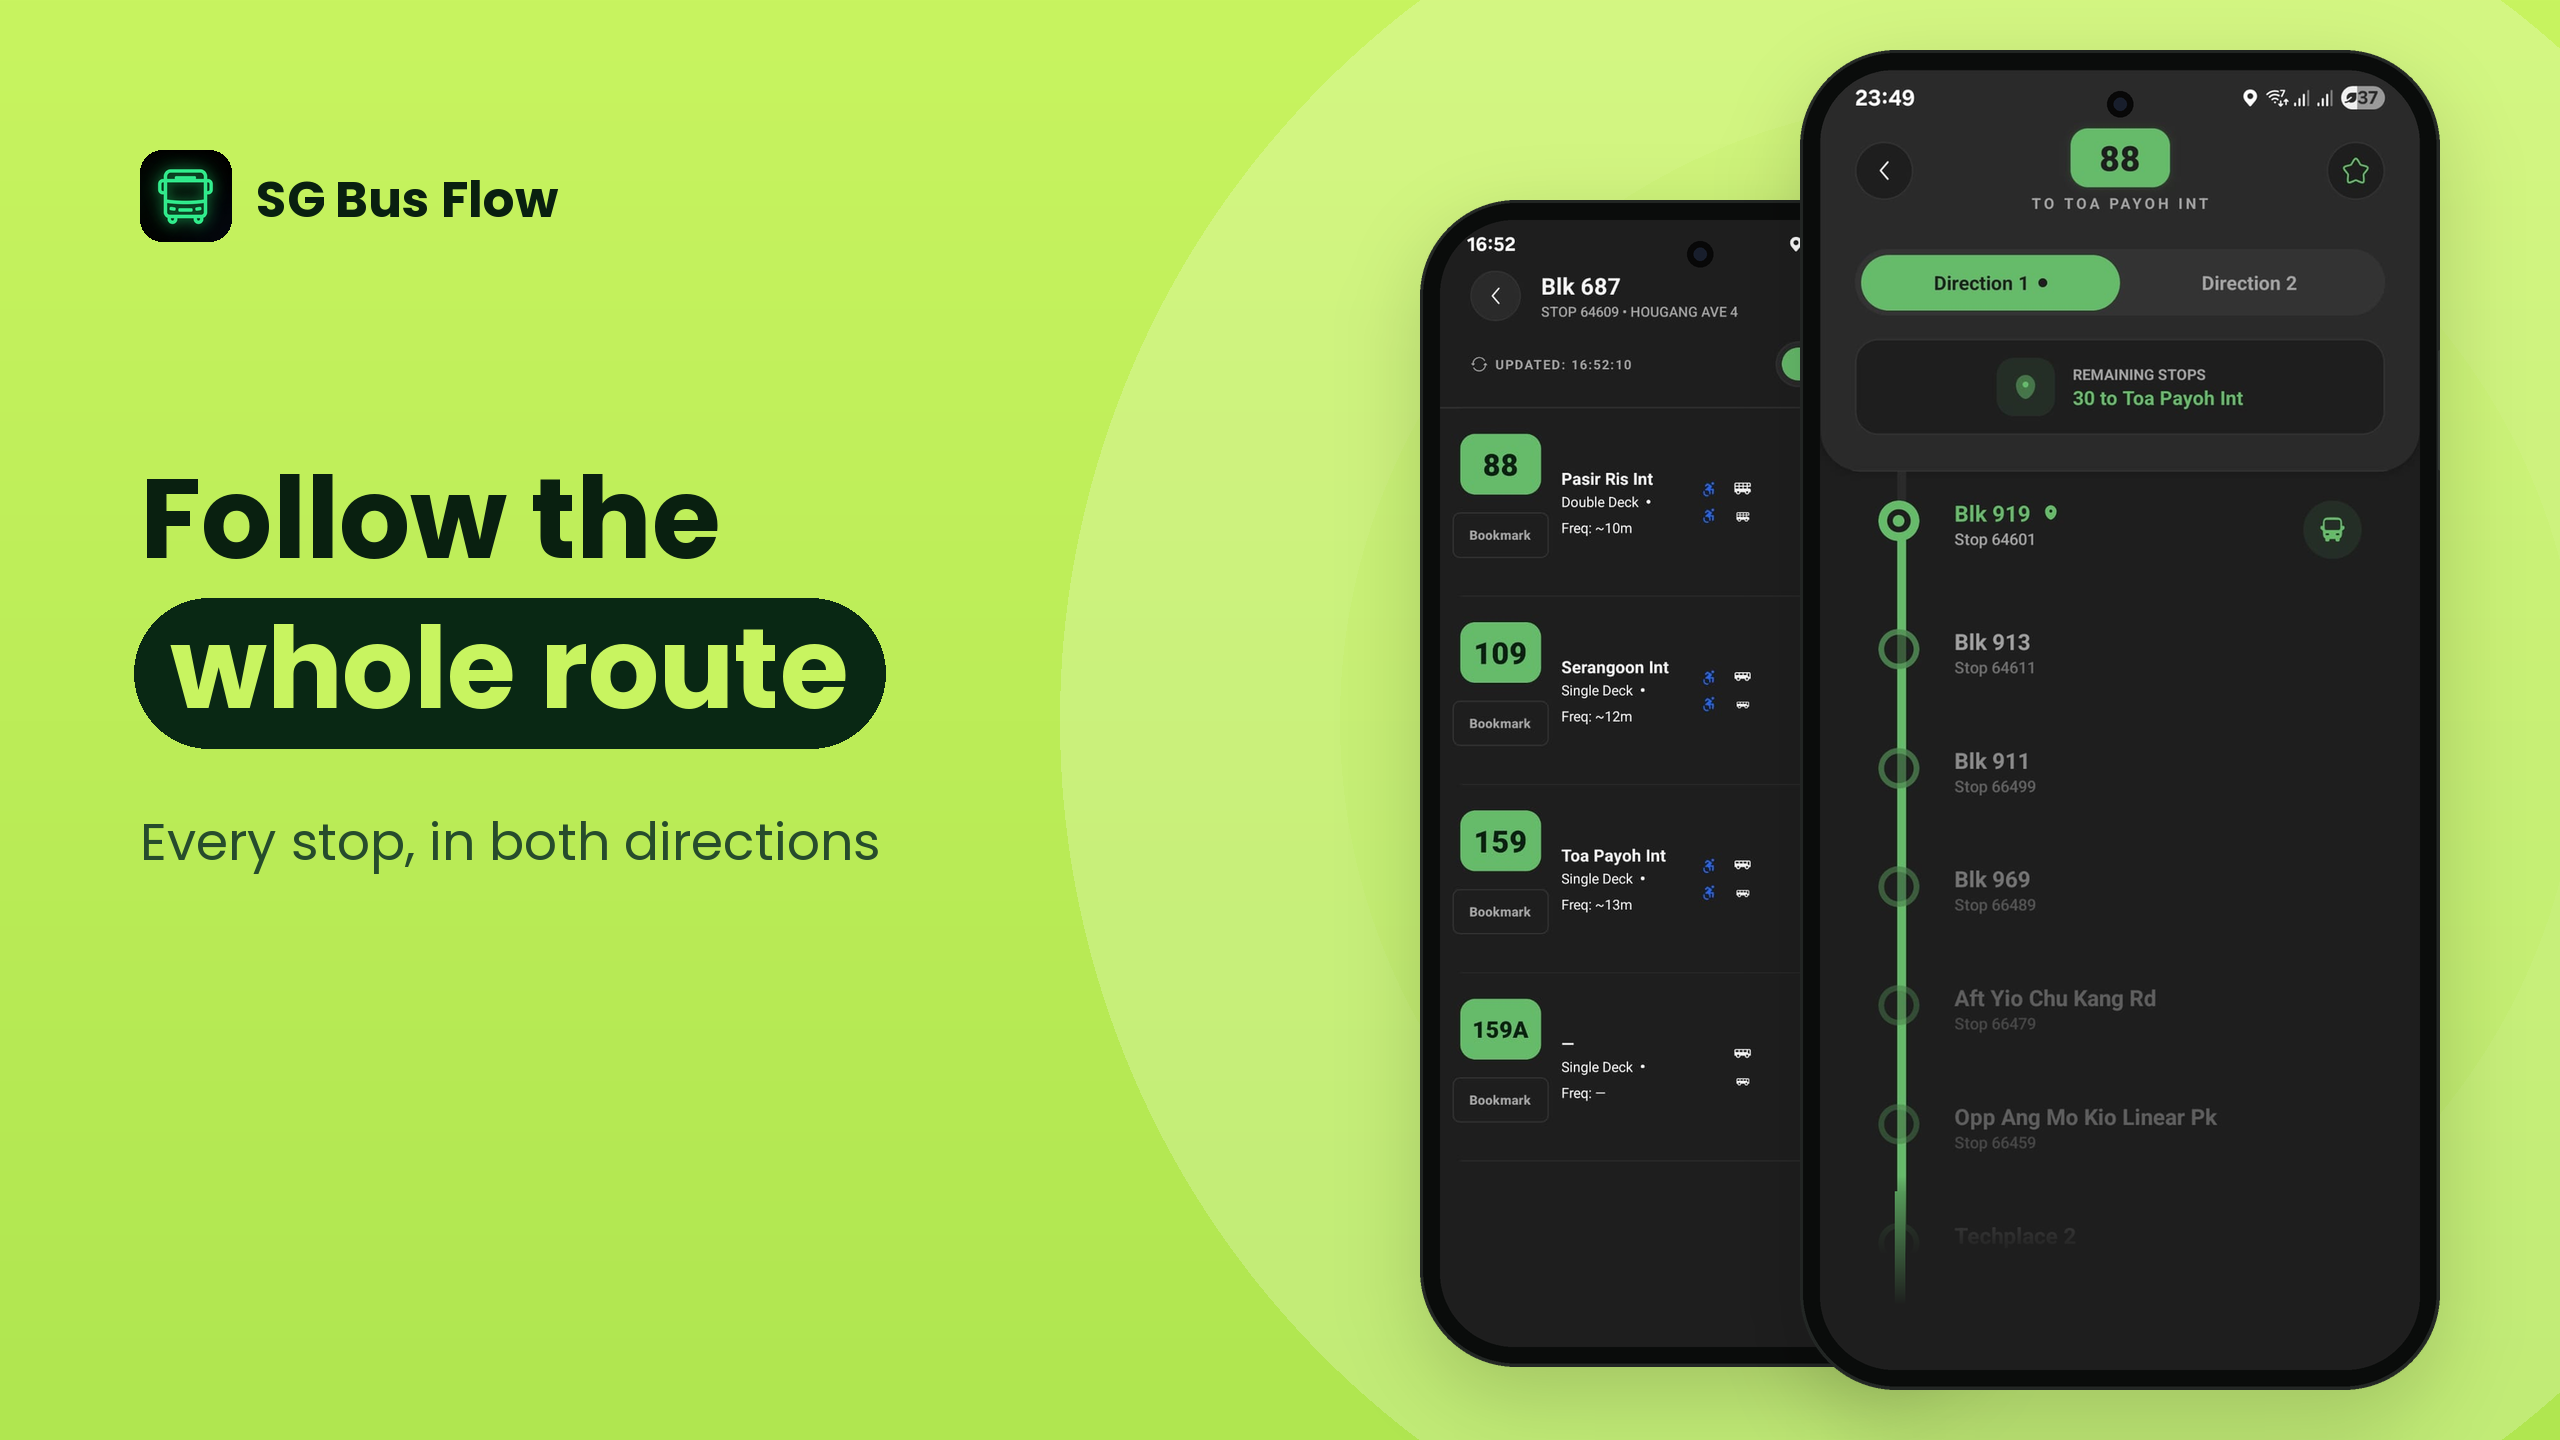 SG Bus Flow
Follow the
whole route
Every stop, in both directions
16:52
Blk 687
STOP 64609 • HOUGANG AVE 4
UPDATED: 16:52:10
88
Pasir Ris Int
Double Deck •
Freq: ~10m
Bookmark
109
Serangoon Int
Single Deck •
Freq: ~12m
Bookmark
159
Toa Payoh Int
Single Deck •
Freq: ~13m
Bookmark
159A
—
Single Deck •
Freq: —
Bookmark
23:49
37
88
TO TOA PAYOH INT
Direction 1 •
Direction 2
REMAINING STOPS
30 to Toa Payoh Int
Blk 919
Stop 64601
Blk 913
Stop 64611
Blk 911
Stop 66499
Blk 969
Stop 66489
Aft Yio Chu Kang Rd
Stop 66479
Opp Ang Mo Kio Linear Pk
Stop 66459
Techplace 2